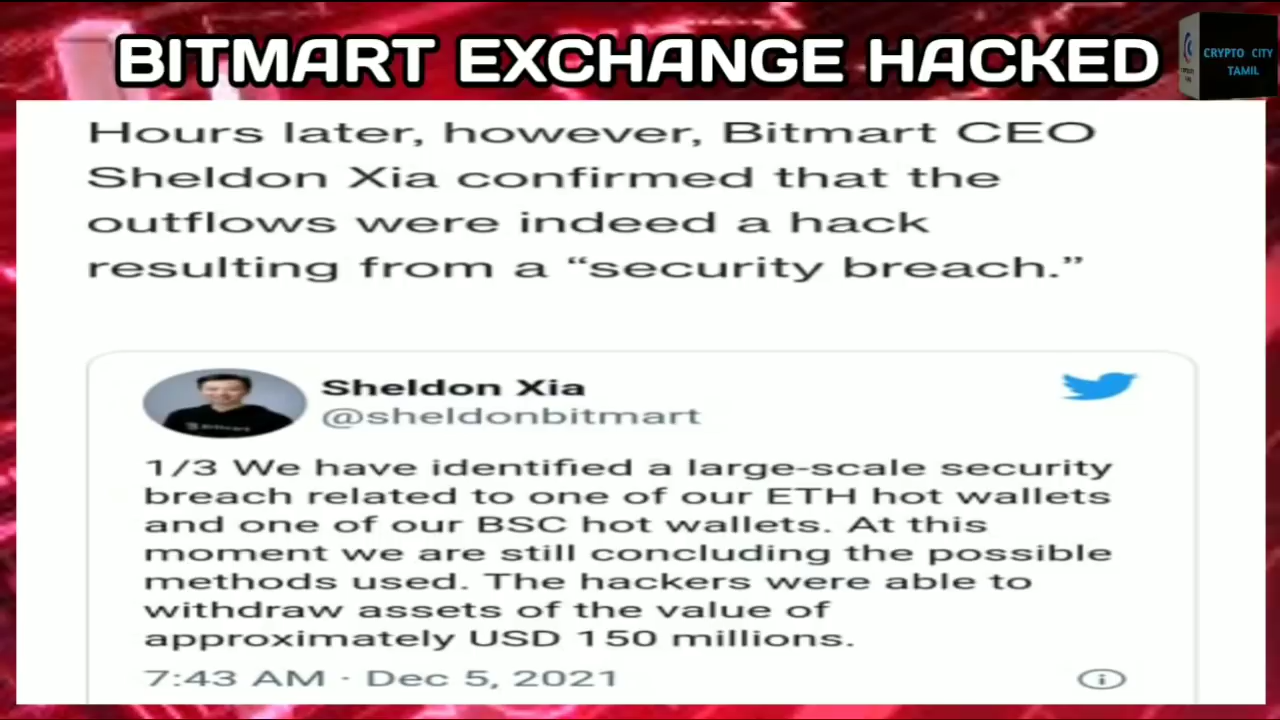 BITMART EXCHANGE HACKED
CRYPTO CITY
TAMIL
Hours later, however, Bitmart CEO
Sheldon Xia confirmed that the
outflows were indeed a hack
resulting from a “security breach.”
Sheldon Xia
@sheldonbitmart
1/3 We have identified a large-scale security
breach related to one of our ETH hot wallets
and one of our BSC hot wallets. At this
moment we are still concluding the possible
methods used. The hackers were able to
withdraw assets of the value of
approximately USD 150 millions.
7:43 AM · Dec 5, 2021